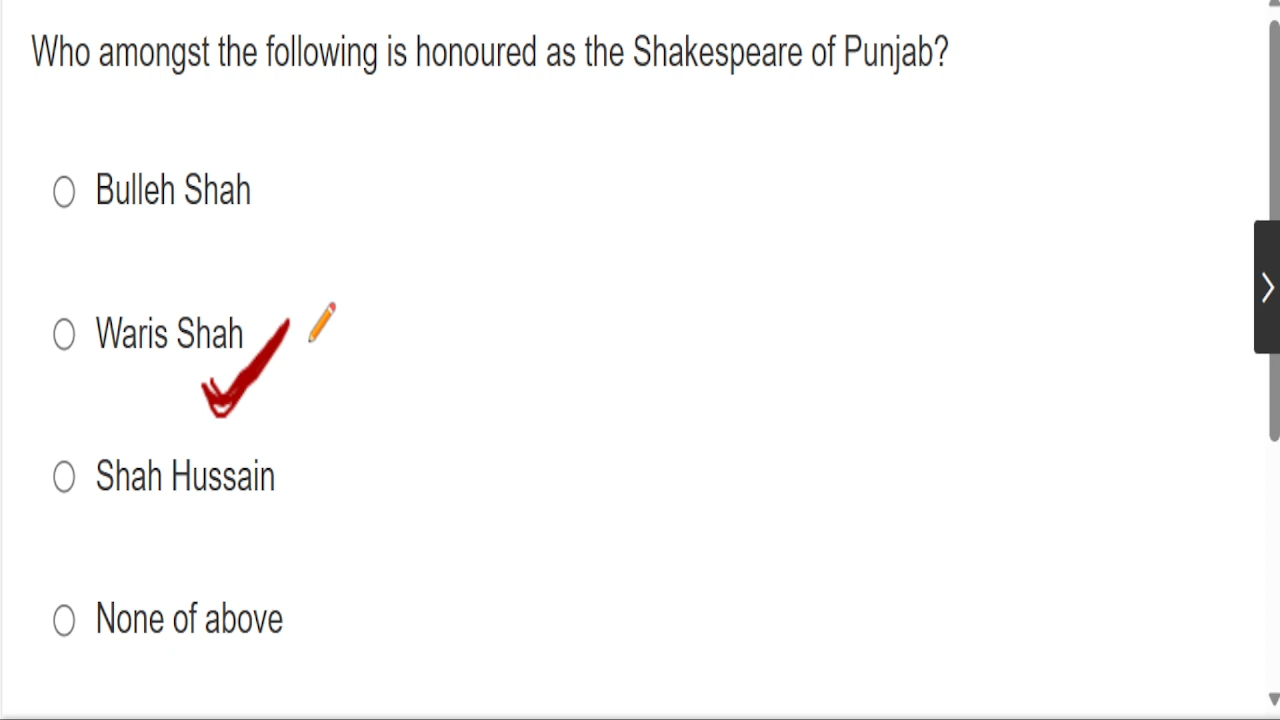 Who amongst the following is honoured as the Shakespeare of Punjab?
Bulleh Shah
Waris Shah
Shah Hussain
None of above